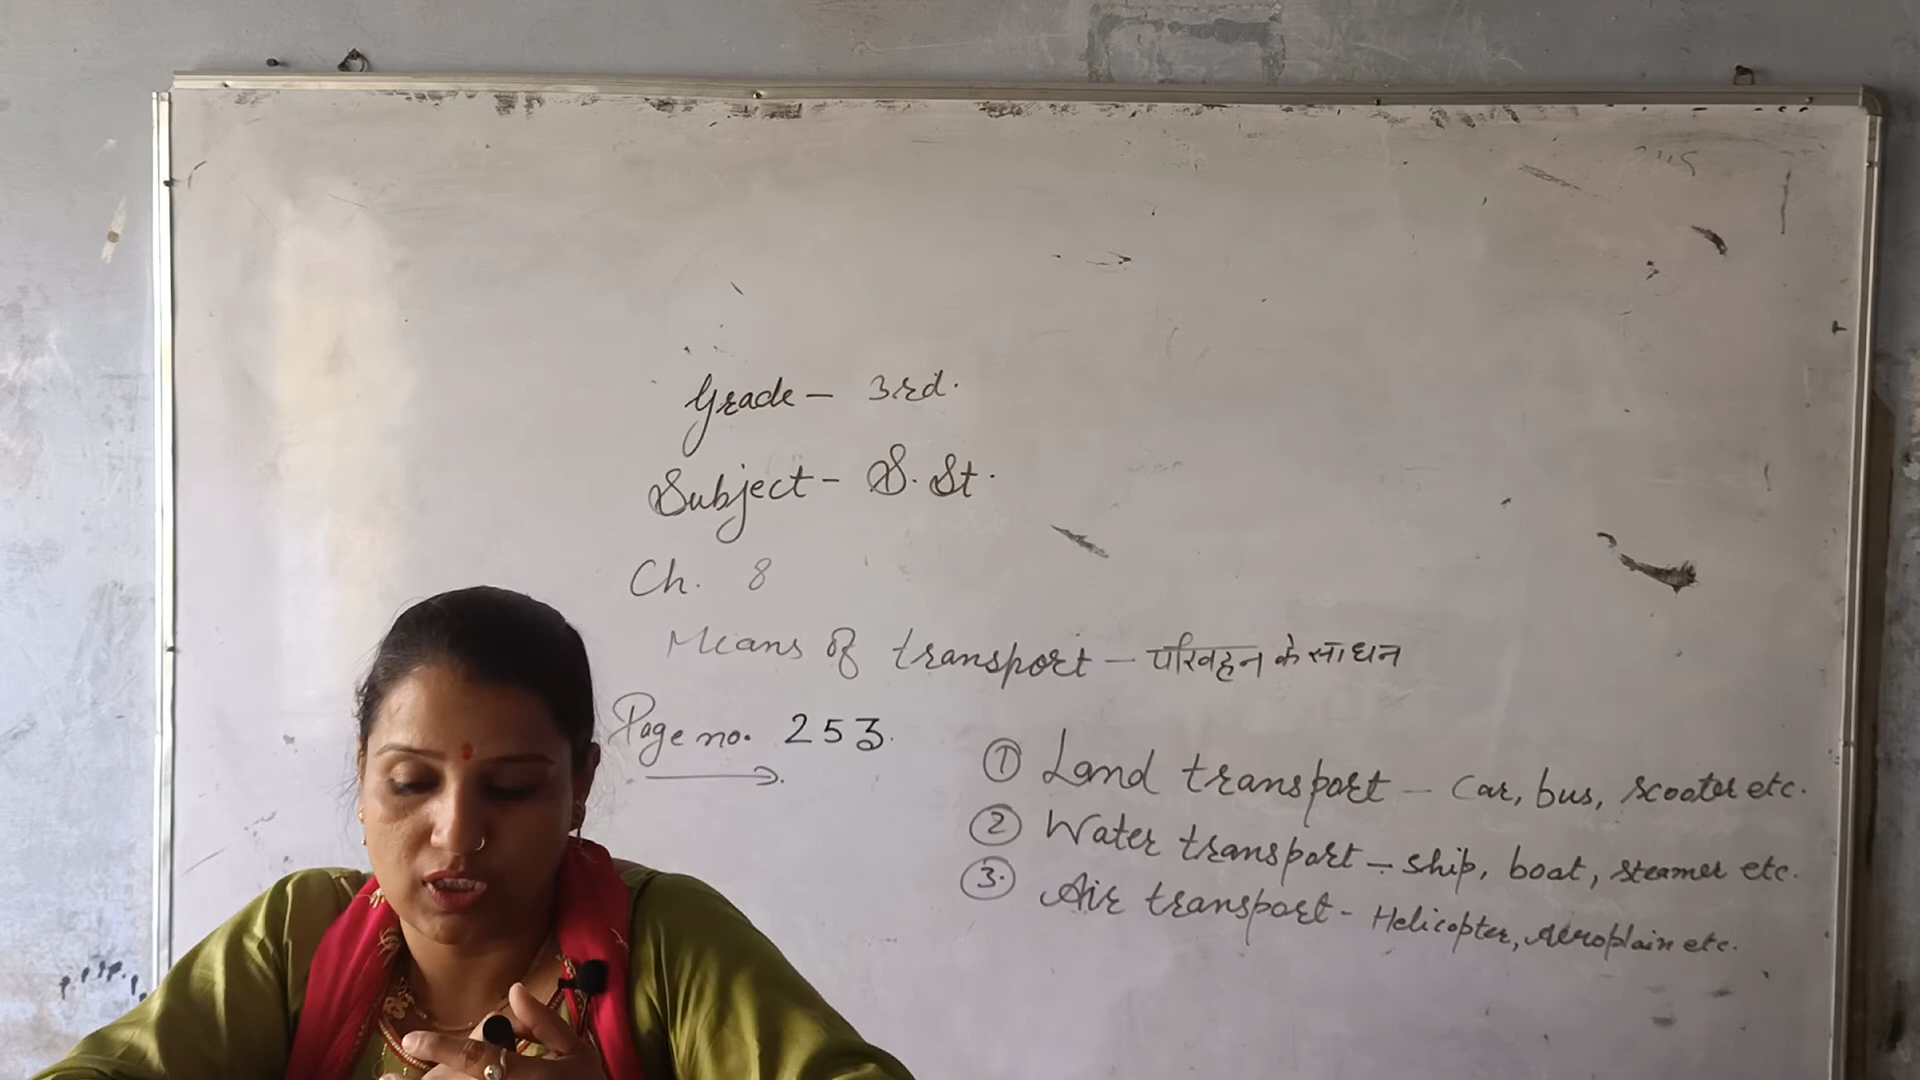 Grade - 3rd.
Subject - S. St.
Ch. 8
Means of transport - परिवहन के साधन
Page no. 253.
① Land transport - Car, bus, scooter etc.
② Water transport - ship, boat, steamer etc.
③ Air transport - Helicopter, Aeroplain etc.